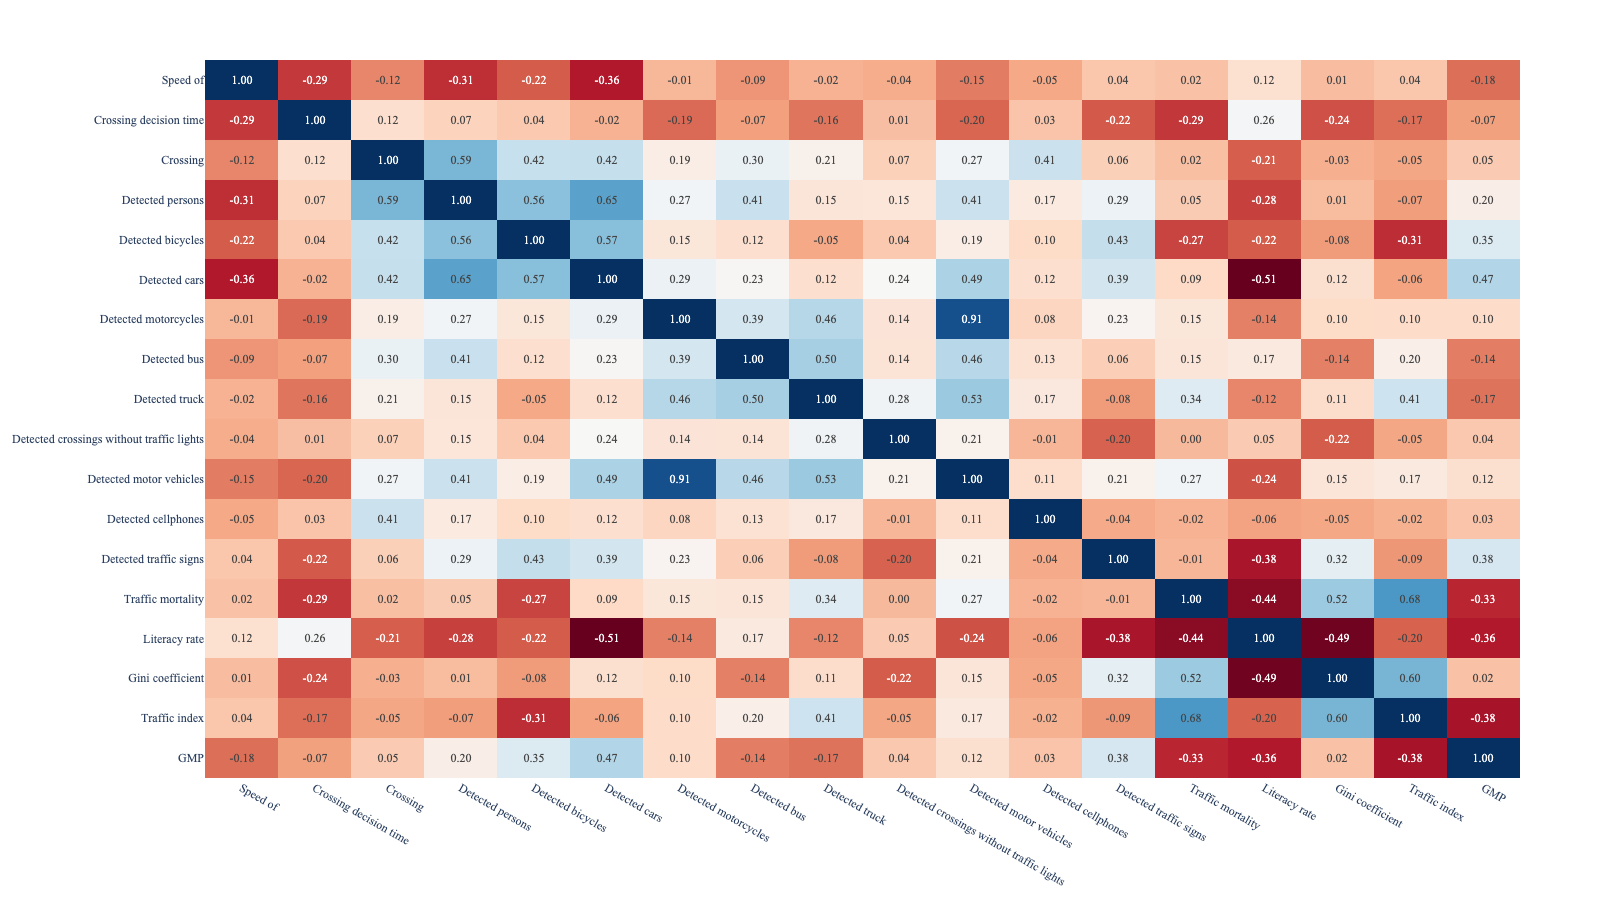 Speed of 1.00 -0.29 -0.12 -0.31 -0.22 -0.36 -0.01 -0.09 -0.02 -0.04 -0.15 -0.05 0.04 0.02 0.12 0.01 0.04 -0.18
Crossing decision time -0.29 1.00 0.12 0.07 0.04 -0.02 -0.19 -0.07 -0.16 0.01 -0.20 0.03 -0.22 -0.29 0.26 -0.24 -0.17 -0.07
Crossing -0.12 0.12 1.00 0.59 0.42 0.42 0.19 0.30 0.21 0.07 0.27 0.41 0.06 0.02 -0.21 -0.03 -0.05 0.05
Detected persons -0.31 0.07 0.59 1.00 0.56 0.65 0.27 0.41 0.15 0.15 0.41 0.17 0.29 0.05 -0.28 0.01 -0.07 0.20
Detected bicycles -0.22 0.04 0.42 0.56 1.00 0.57 0.15 0.12 -0.05 0.04 0.19 0.10 0.43 -0.27 -0.22 -0.08 -0.31 0.35
Detected cars -0.36 -0.02 0.42 0.65 0.57 1.00 0.29 0.23 0.12 0.24 0.49 0.12 0.39 0.09 -0.51 0.12 -0.06 0.47
Detected motorcycles -0.01 -0.19 0.19 0.27 0.15 0.29 1.00 0.39 0.46 0.14 0.91 0.08 0.23 0.15 -0.14 0.10 0.10 0.10
Detected bus -0.09 -0.07 0.30 0.41 0.12 0.23 0.39 1.00 0.50 0.14 0.46 0.13 0.06 0.15 0.17 -0.14 0.20 -0.14
Detected truck -0.02 -0.16 0.21 0.15 -0.05 0.12 0.46 0.50 1.00 0.28 0.53 0.17 -0.08 0.34 -0.12 0.11 0.41 -0.17
Detected crossings without traffic lights -0.04 0.01 0.07 0.15 0.04 0.24 0.14 0.14 0.28 1.00 0.21 -0.01 -0.20 0.00 0.05 -0.22 -0.05 0.04
Detected motor vehicles -0.15 -0.20 0.27 0.41 0.19 0.49 0.91 0.46 0.53 0.21 1.00 0.11 0.21 0.27 -0.24 0.15 0.17 0.12
Detected cellphones -0.05 0.03 0.41 0.17 0.10 0.12 0.08 0.13 0.17 -0.01 0.11 1.00 -0.04 -0.02 -0.06 -0.05 -0.02 0.03
Detected traffic signs 0.04 -0.22 0.06 0.29 0.43 0.39 0.23 0.06 -0.08 -0.20 0.21 -0.04 1.00 -0.01 -0.38 0.32 -0.09 0.38
Traffic mortality 0.02 -0.29 0.02 0.05 -0.27 0.09 0.15 0.15 0.34 0.00 0.27 -0.02 -0.01 1.00 -0.44 0.52 0.68 -0.33
Literacy rate 0.12 0.26 -0.21 -0.28 -0.22 -0.51 -0.14 0.17 -0.12 0.05 -0.24 -0.06 -0.38 -0.44 1.00 -0.49 -0.20 -0.36
Gini coefficient 0.01 -0.24 -0.03 0.01 -0.08 0.12 0.10 -0.14 0.11 -0.22 0.15 -0.05 0.32 0.52 -0.49 1.00 0.60 0.02
Traffic index 0.04 -0.17 -0.05 -0.07 -0.31 -0.06 0.10 0.20 0.41 -0.05 0.17 -0.02 -0.09 0.68 -0.20 0.60 1.00 -0.38
GMP -0.18 -0.07 0.05 0.20 0.35 0.47 0.10 -0.14 -0.17 0.04 0.12 0.03 0.38 -0.33 -0.36 0.02 -0.38 1.00
Speed of
Crossing decision time
Crossing
Detected persons
Detected bicycles
Detected cars
Detected motorcycles
Detected bus
Detected truck
Detected crossings without traffic lights
Detected motor vehicles
Detected cellphones
Detected traffic signs
Traffic mortality
Literacy rate
Gini coefficient
Traffic index
GMP